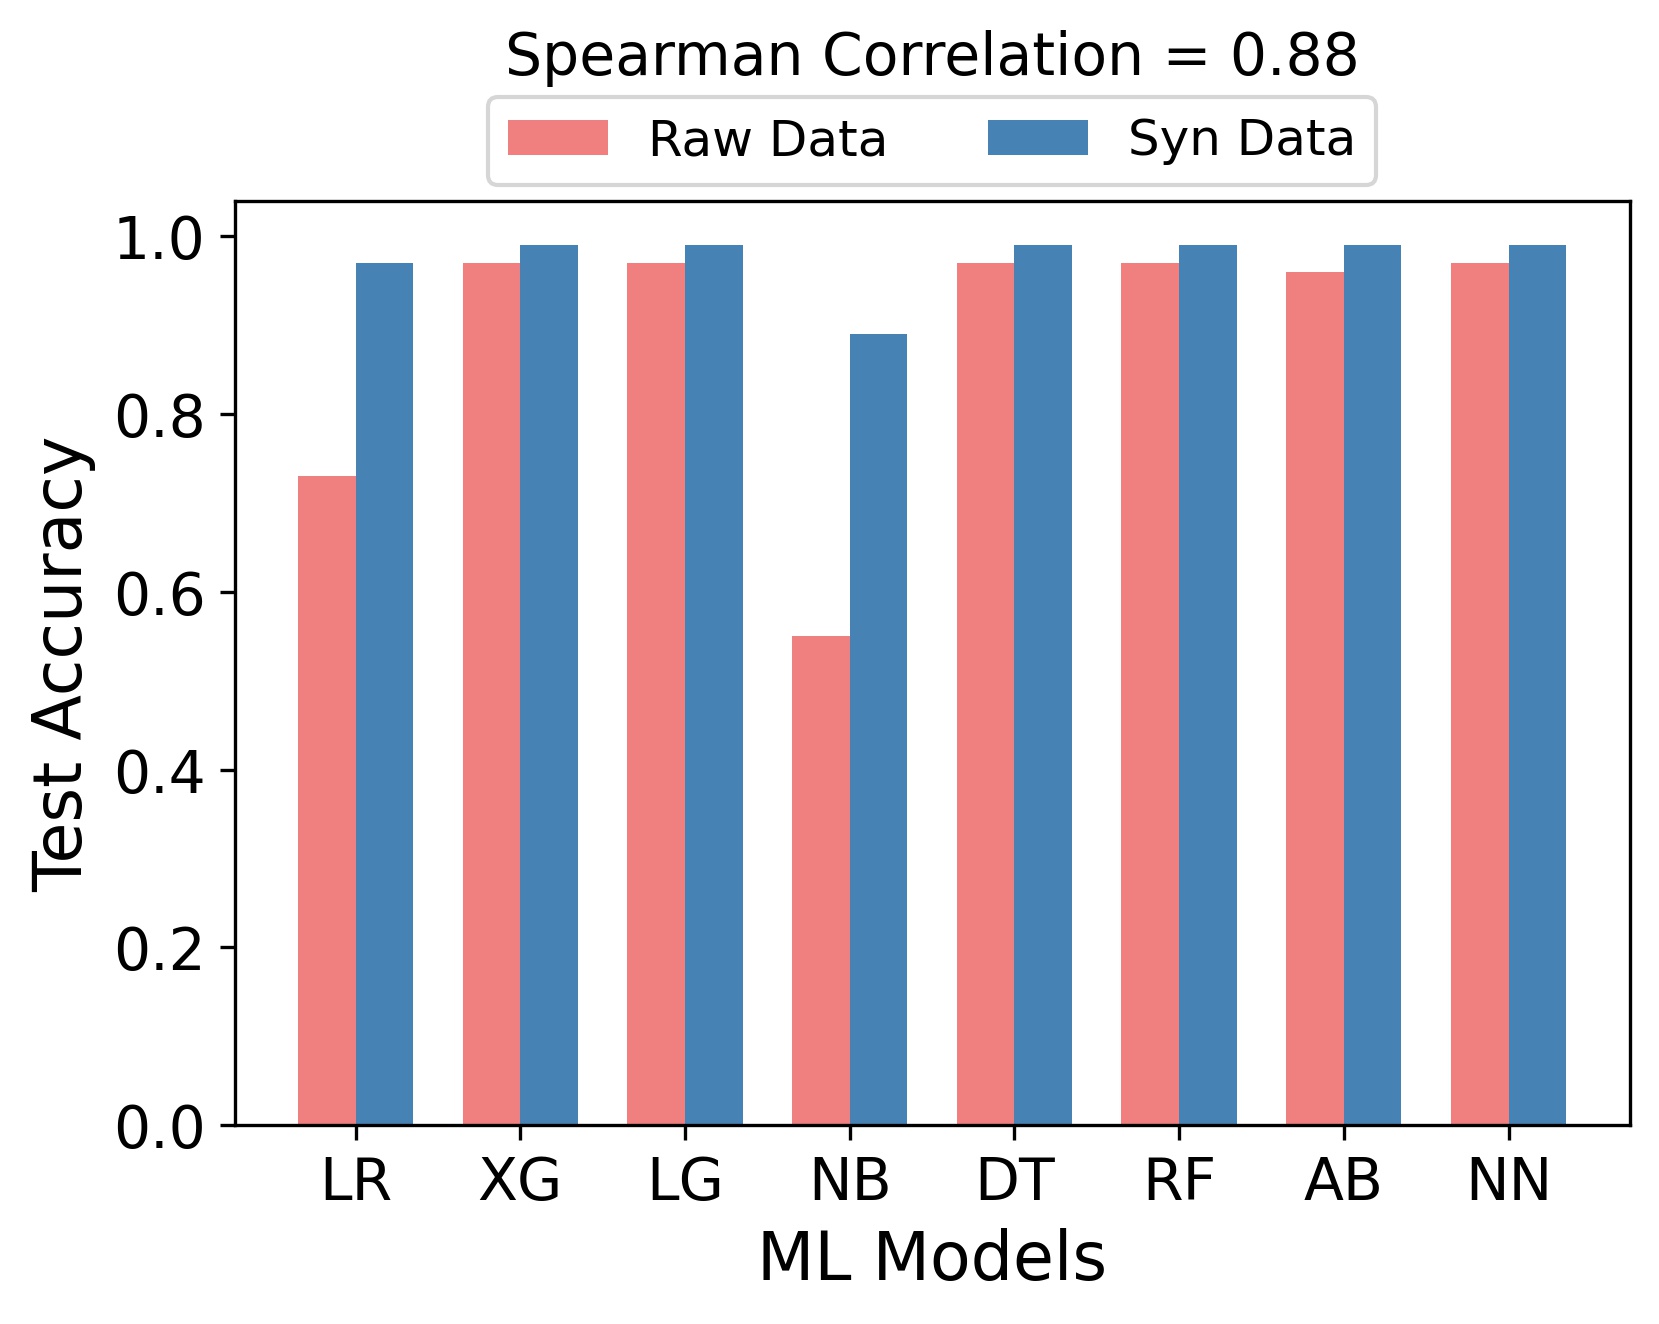 Spearman Correlation = 0.88
Raw Data Syn Data
1.0
0.8
0.6
0.4
0.2
0.0
Test Accuracy
LR XG LG NB DT RF AB NN
ML Models